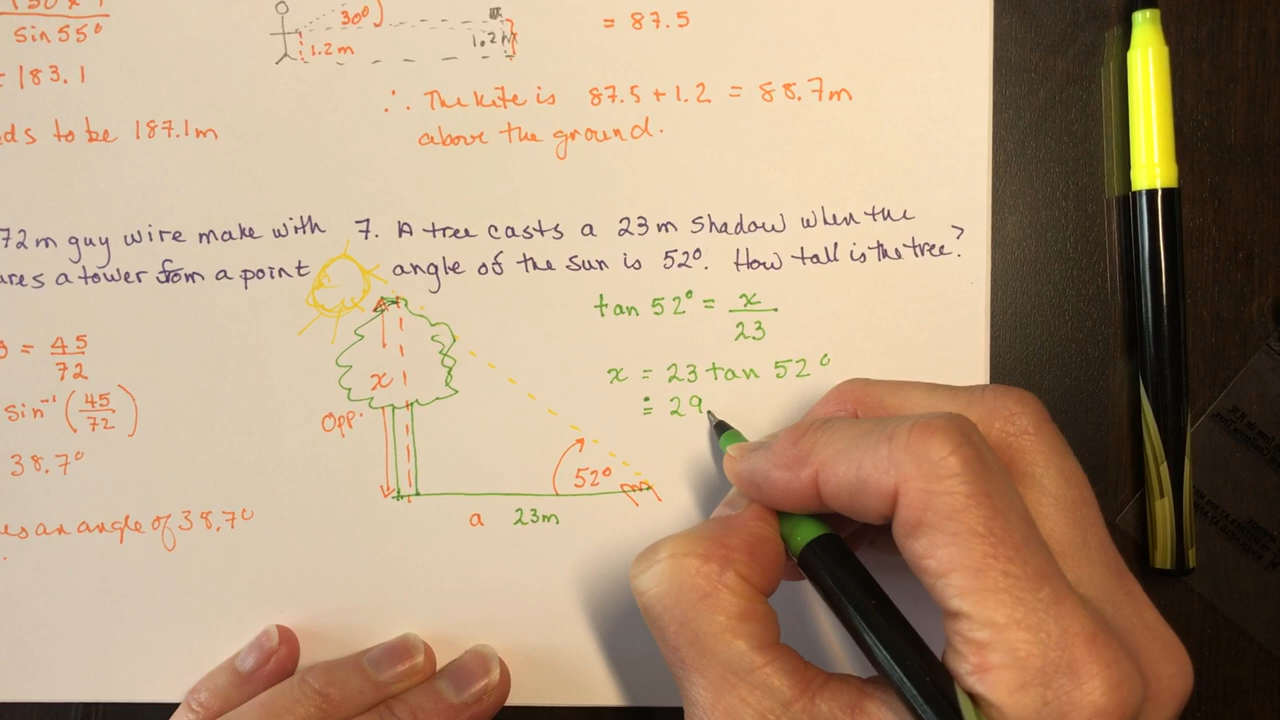 Sin 55°
= 183.1
ds to be 187.1m
30°
1.2m
1.2m
= 87.5
∴ The kite is 87.5 + 1.2 = 88.7m
above the ground.
72m guy wire make with
ures a tower from a point
θ = 45/72
sin⁻¹ (45/72)
38.7°
es an angle of 38.7°
7. A tree casts a 23m shadow when the
angle of the sun is 52°. How tall is the tree?
x
Opp.
52°
a 23m
tan 52° = x/23
x = 23 tan 52°
≐ 29